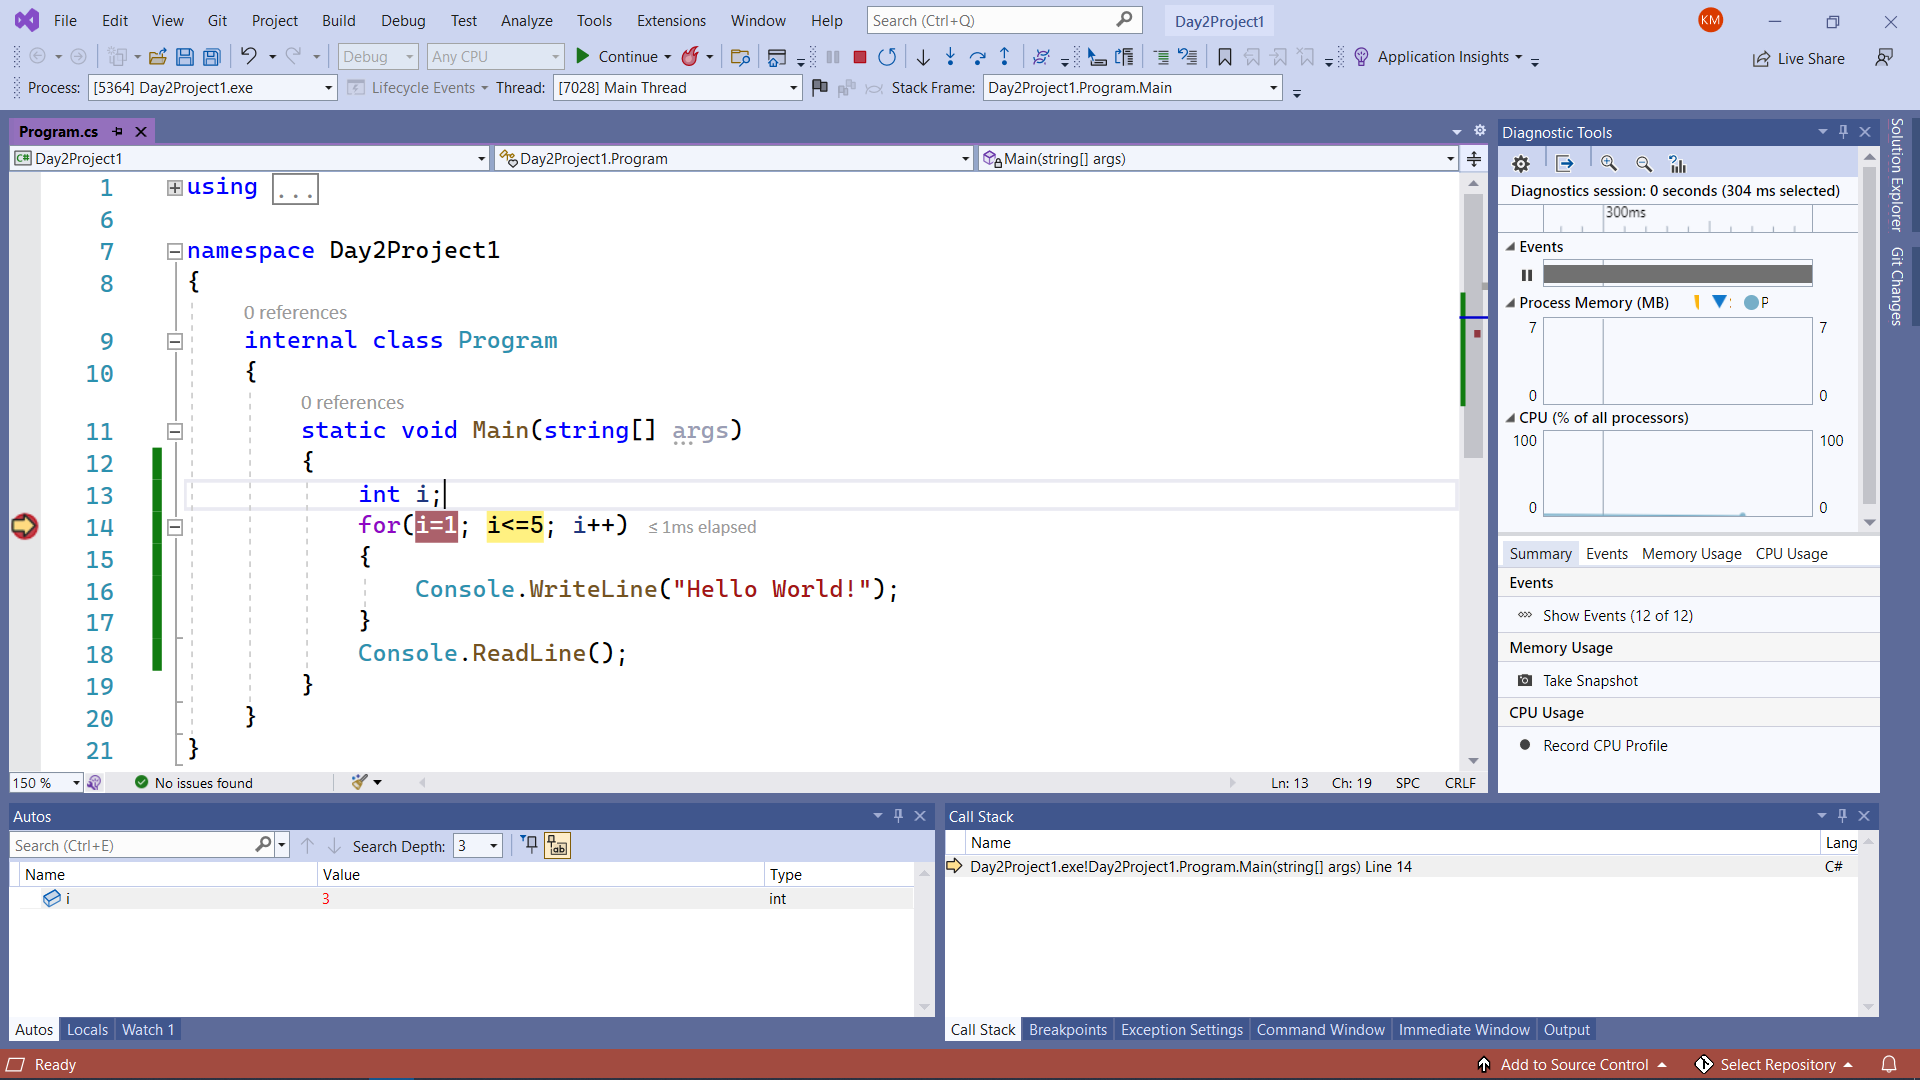 File Edit View Git Project Build Debug Test Analyze Tools Extensions Window Help Search (Ctrl+Q) Day2Project1 KM
Debug Any CPU Continue Application Insights Live Share
Process: [5364] Day2Project1.exe Lifecycle Events Thread: [7028] Main Thread Stack Frame: Day2Project1.Program.Main
Program.cs
Day2Project1 Day2Project1.Program Main(string[] args)
1 using ...
6
7 namespace Day2Project1
8 {
0 references
9 internal class Program
10 {
0 references
11 static void Main(string[] args)
12 {
13 int i;
14 for(i=1; i<=5; i++) ≤ 1ms elapsed
15 {
16 Console.WriteLine("Hello World!");
17 }
18 Console.ReadLine();
19 }
20 }
21 }
150 % No issues found Ln: 13 Ch: 19 SPC CRLF
Diagnostic Tools
Diagnostics session: 0 seconds (304 ms selected)
300ms
Events
Process Memory (MB) P
7 7
0 0
CPU (% of all processors)
100 100
0 0
Summary Events Memory Usage CPU Usage
Events
Show Events (12 of 12)
Memory Usage
Take Snapshot
CPU Usage
Record CPU Profile
Solution Explorer
Git Changes
Autos
Search (Ctrl+E) Search Depth: 3
Name Value Type
i 3 int
Autos Locals Watch 1
Call Stack
Name Lang
Day2Project1.exe!Day2Project1.Program.Main(string[] args) Line 14 C#
Call Stack Breakpoints Exception Settings Command Window Immediate Window Output
Ready Add to Source Control Select Repository